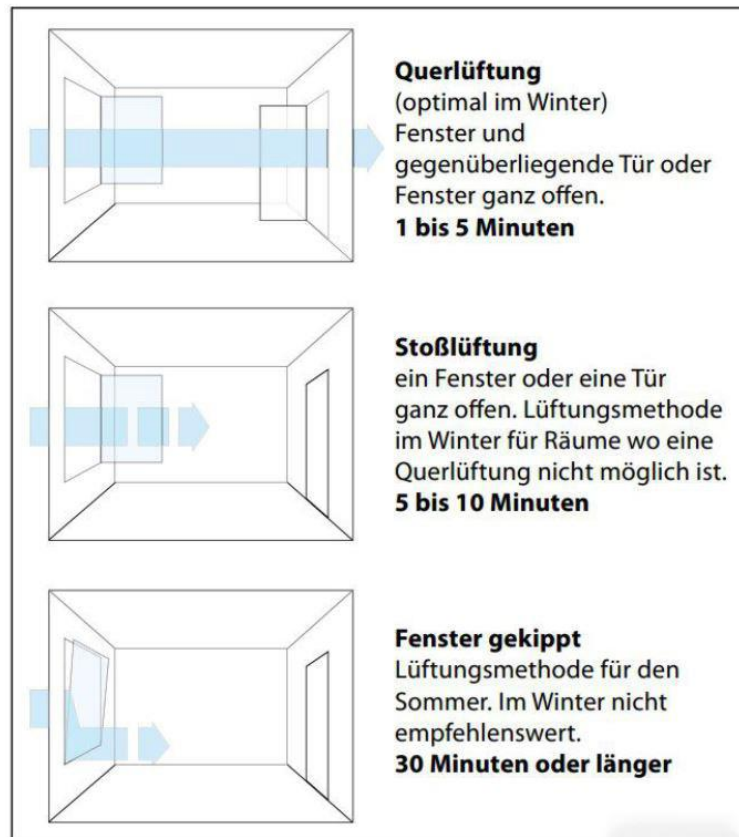 Querlüftung
(optimal im Winter)
Fenster und
gegenüberliegende Tür oder
Fenster ganz offen.
1 bis 5 Minuten
Stoßlüftung
ein Fenster oder eine Tür
ganz offen. Lüftungsmethode
im Winter für Räume wo eine
Querlüftung nicht möglich ist.
5 bis 10 Minuten
Fenster gekippt
Lüftungsmethode für den
Sommer. Im Winter nicht
empfehlenswert.
30 Minuten oder länger